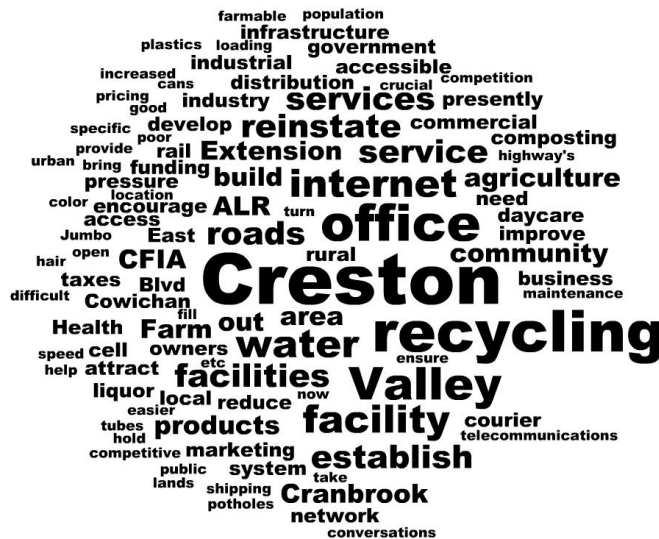 farmable population
infrastructure
plastics loading government
industrial accessible
increased cans distribution crucial competition
pricing good industry services presently
specific poor develop reinstate commercial composting
provide rail Extension service highway's
urban bring funding build internet agriculture
pressure location need
color encourage ALR turn office daycare
access roads improve
Jumbo East community
hair open CFIA rural
taxes Blvd Creston business
difficult Cowichan maintenance
fill
Health Farm out area recycling
water
speed cell owners ensure
help attract etc facilities Valley
liquor local reduce now
easier facility courier
tubes products telecommunications
hold
competitive marketing establish
public system take
lands shipping Cranbrook
potholes network
conversations